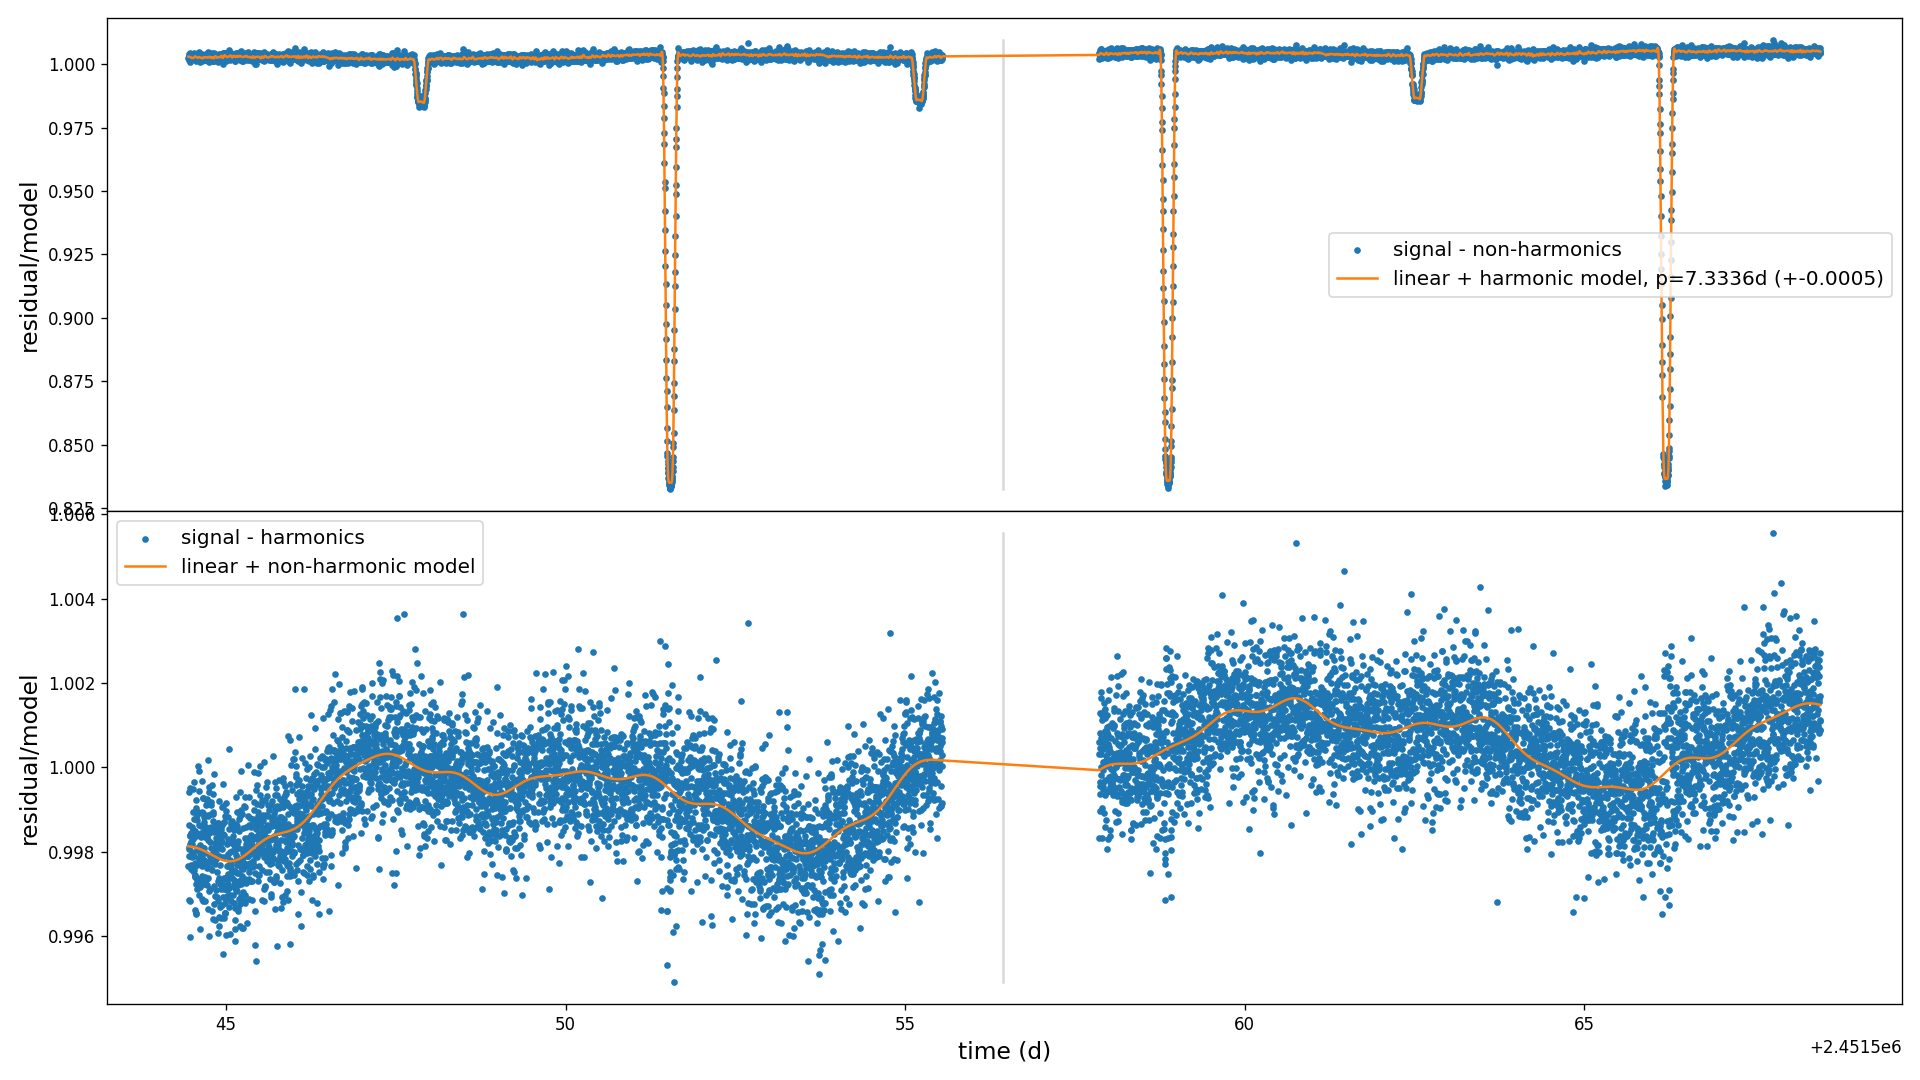 residual/model
1.000
0.975
0.950
0.925
0.900
0.875
0.850
0.825
signal - non-harmonics
linear + harmonic model, p=7.3336d (+-0.0005)
residual/model
1.006
1.004
1.002
1.000
0.998
0.996
signal - harmonics
linear + non-harmonic model
45 50 55 60 65
time (d)
+2.4515e6